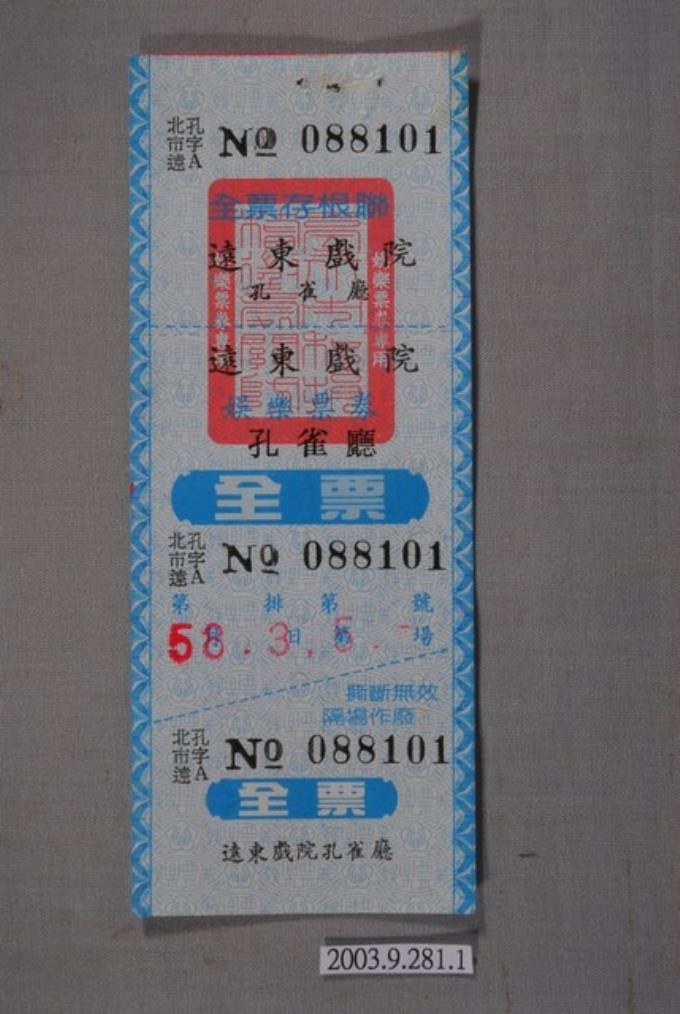 北市遠 孔字A No 088101
全票存根聯
遠東戲院
孔雀廳
娛樂票券專用
娛樂票券專用
遠東戲院
娛樂票券
孔雀廳
全票
北市遠 孔字A No 088101
第 排 第 號
58.3.5.-
月 日 第 場
撕斷無效
隔場作廢
北市遠 孔字A No 088101
全票
遠東戲院孔雀廳
2003.9.281.1